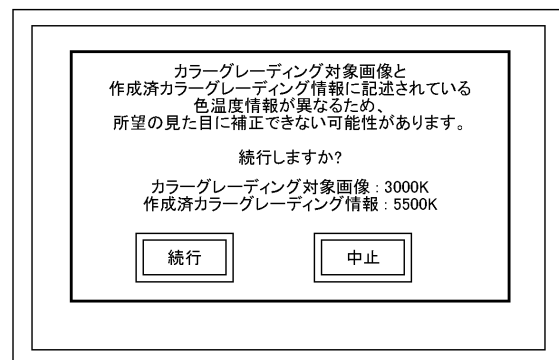 カラーグレーディング対象画像と
作成済カラーグレーディング情報に記述されている
色温度情報が異なるため、
所望の見た目に補正できない可能性があります。
続行しますか?
カラーグレーディング対象画像 : 3000K
作成済カラーグレーディング情報 : 5500K
続行
中止